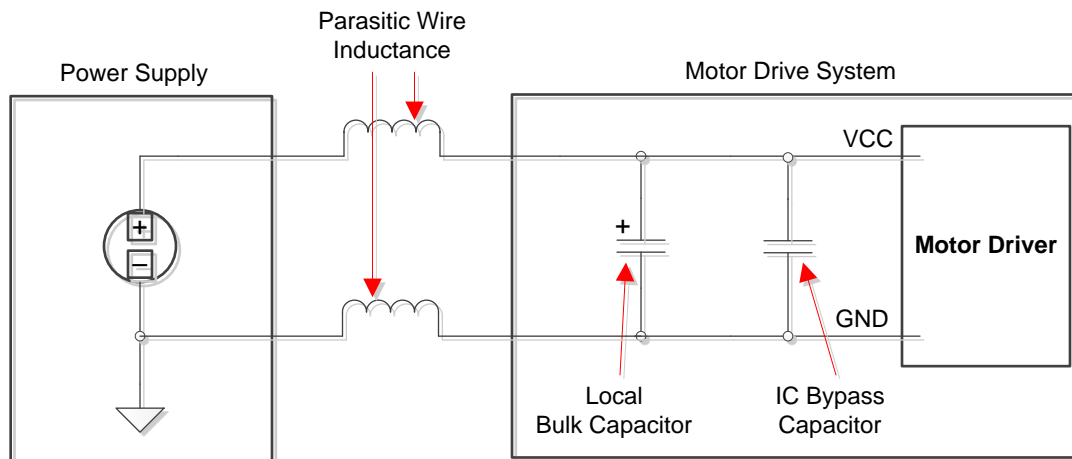 Parasitic Wire
Inductance
Power Supply
Motor Drive System
VCC
+
−
+
Motor Driver
GND
Local
Bulk Capacitor
IC Bypass
Capacitor